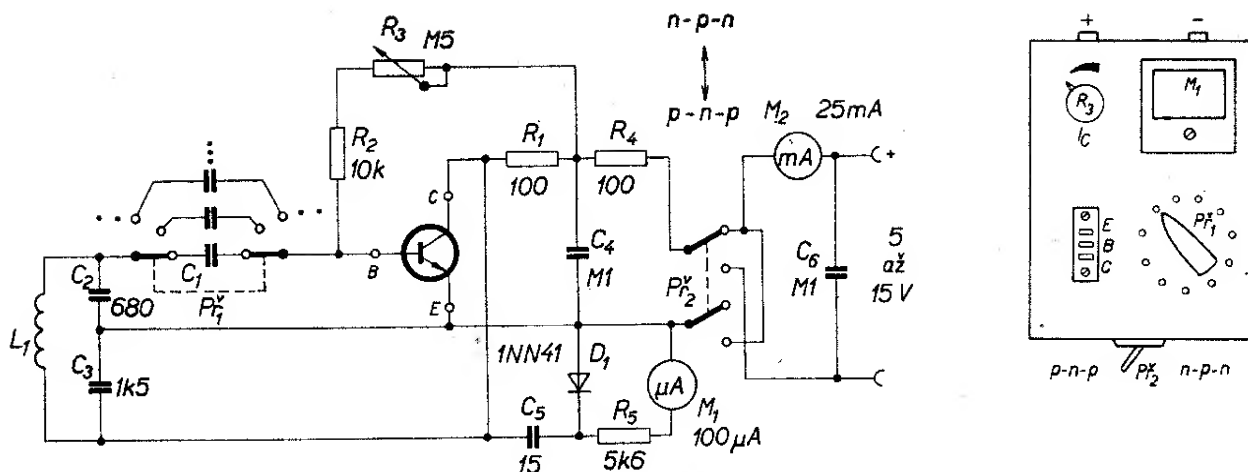 R3 M5
n-p-n
p-n-p
M2 25mA
mA
+
R2
10k
R1
100
R4
100
C
B
E
C4
M1
C6
M1
5
až
15 V
Př2
C2
680
C1
Př1
L1
C3
1k5
1NN41 D1
C5
15
R5
5k6
µA
M1
100µA
+ -
M1
R3
IC
E
B
C
Př1
p-n-p Př2 n-p-n